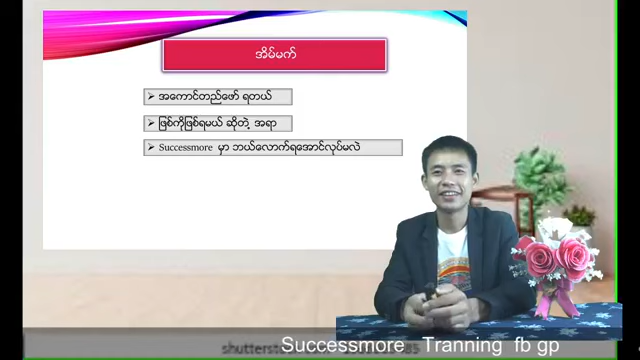 အိမ်မက်
➢ အကောင်တည်ဖော် ရတယ်
➢ ဖြစ်ကိုဖြစ်ရမယ် ဆိုတဲ့ အရာ
➢ Successmore မှာ ဘယ်လောက်ရအောင်လုပ်မလဲ
Successmore Tranning fb gp